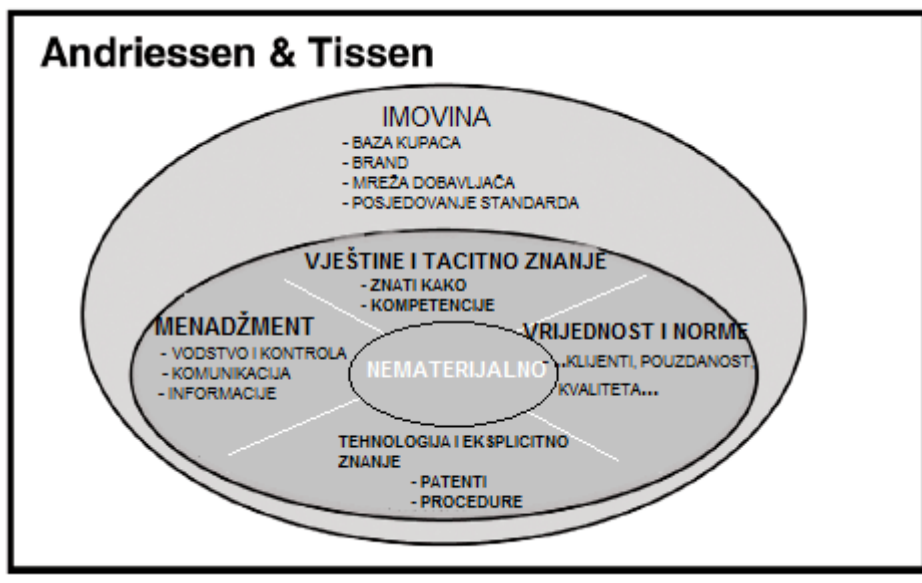 Andriessen & Tissen
IMOVINA
- BAZA KUPACA
- BRAND
- MREŽA DOBAVLJAČA
- POSJEDOVANJE STANDARDA
VJEŠTINE I TACITNO ZNANJE
- ZNATI KAKO
- KOMPETENCIJE
MENADŽMENT
- VODSTVO I KONTROLA
- KOMUNIKACIJA
- INFORMACIJE
NEMATERIJALNO
VRIJEDNOST I NORME
- ...KLIJENTI, POUZDANOST,
KVALITETA...
TEHNOLOGIJA I EKSPLICITNO
ZNANJE
- PATENTI
- PROCEDURE